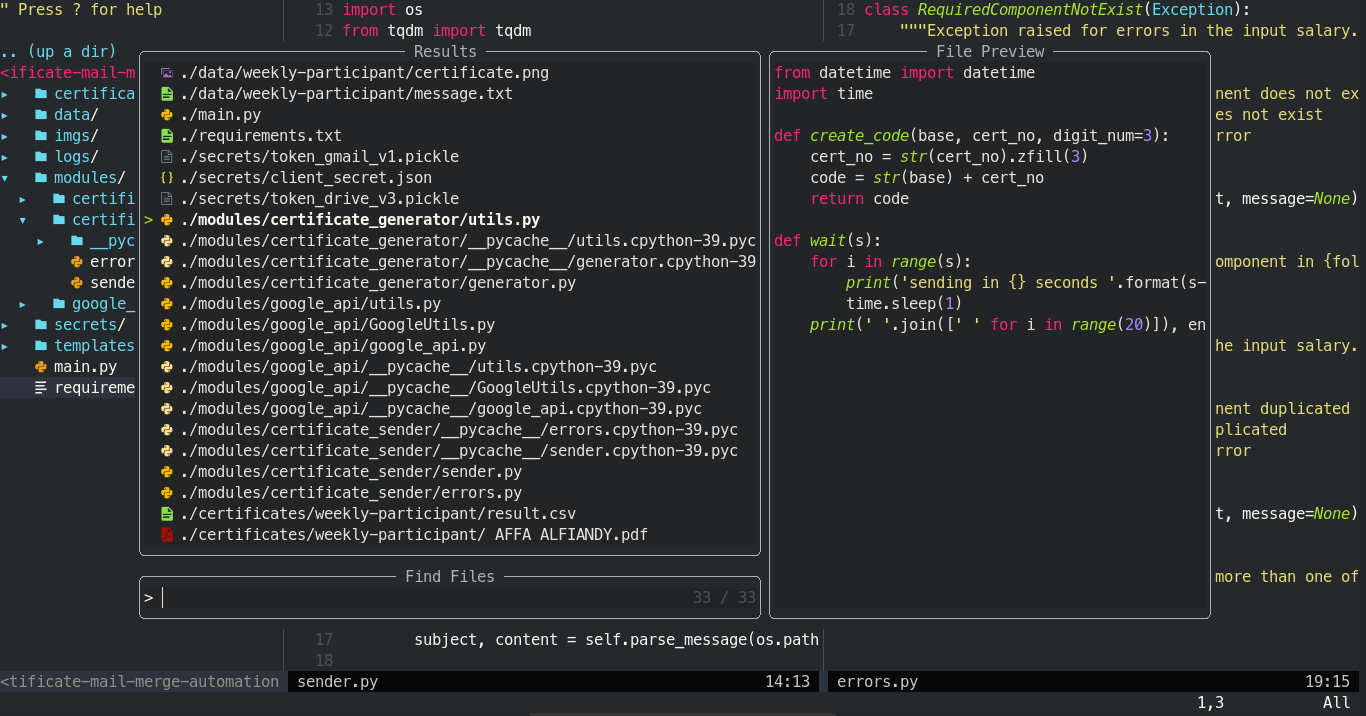 " Press ? for help
.. (up a dir)
<ificate-mail-m
▸ certifica
▸ data/
▸ imgs/
▸ logs/
▾ modules/
▸ certifi
▾ certifi
▸ __pyc
error
sende
▸ google_
▸ secrets/
▸ templates
main.py
requireme
13 import os
12 from tqdm import tqdm
18 class RequiredComponentNotExist(Exception):
17 """Exception raised for errors in the input salary.
Results
./data/weekly-participant/certificate.png
./data/weekly-participant/message.txt
./main.py
./requirements.txt
./secrets/token_gmail_v1.pickle
{} ./secrets/client_secret.json
./secrets/token_drive_v3.pickle
> ./modules/certificate_generator/utils.py
./modules/certificate_generator/__pycache__/utils.cpython-39.pyc
./modules/certificate_generator/__pycache__/generator.cpython-39
./modules/certificate_generator/generator.py
./modules/google_api/utils.py
./modules/google_api/GoogleUtils.py
./modules/google_api/google_api.py
./modules/google_api/__pycache__/utils.cpython-39.pyc
./modules/google_api/__pycache__/GoogleUtils.cpython-39.pyc
./modules/google_api/__pycache__/google_api.cpython-39.pyc
./modules/certificate_sender/__pycache__/errors.cpython-39.pyc
./modules/certificate_sender/__pycache__/sender.cpython-39.pyc
./modules/certificate_sender/sender.py
./modules/certificate_sender/errors.py
./certificates/weekly-participant/result.csv
./certificates/weekly-participant/ AFFA ALFIANDY.pdf
Find Files
> 33 / 33
File Preview
from datetime import datetime
import time
def create_code(base, cert_no, digit_num=3):
cert_no = str(cert_no).zfill(3)
code = str(base) + cert_no
return code
def wait(s):
for i in range(s):
print('sending in {} seconds '.format(s-
time.sleep(1)
print(' '.join([' ' for i in range(20)]), en
nent does not ex
es not exist
rror
t, message=None)
omponent in {fol
he input salary.
nent duplicated
plicated
rror
t, message=None)
more than one of
17 subject, content = self.parse_message(os.path
18
<tificate-mail-merge-automation
sender.py 14:13
errors.py 19:15
1,3 All